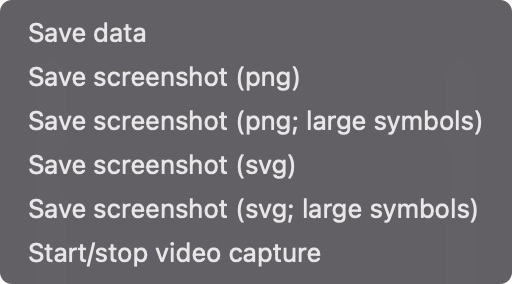 Save data
Save screenshot (png)
Save screenshot (png; large symbols)
Save screenshot (svg)
Save screenshot (svg; large symbols)
Start/stop video capture